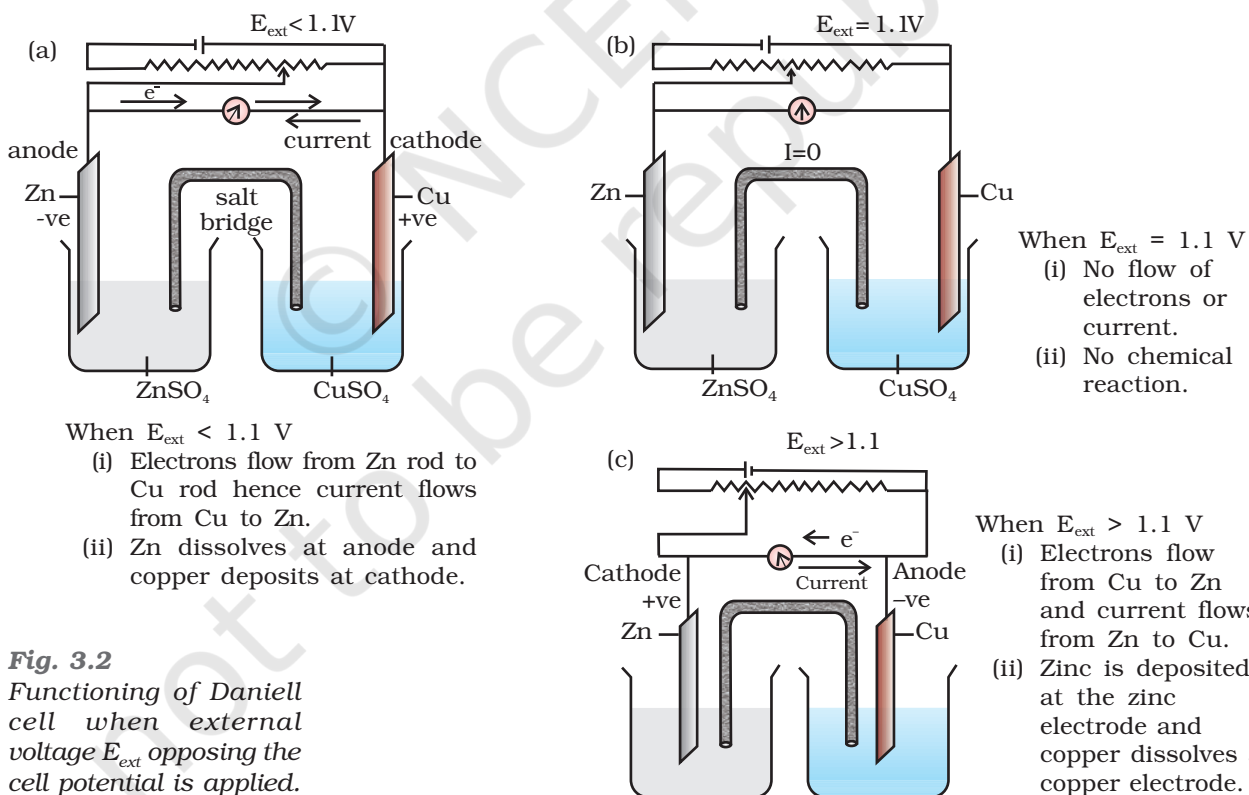 E_ext < 1.1V
(a)
e⁻
current cathode
anode
Zn
-ve
salt
bridge
Cu
+ve
ZnSO₄
CuSO₄
When E_ext < 1.1 V
(i) Electrons flow from Zn rod to
Cu rod hence current flows
from Cu to Zn.
(ii) Zn dissolves at anode and
copper deposits at cathode.
E_ext = 1.1V
(b)
I=0
Zn
Cu
ZnSO₄
CuSO₄
When E_ext = 1.1 V
(i) No flow of
electrons or
current.
(ii) No chemical
reaction.
E_ext >1.1
(c)
e⁻
Cathode
+ve
Current
Anode
–ve
Zn
Cu
When E_ext > 1.1 V
(i) Electrons flow
from Cu to Zn
and current flows
from Zn to Cu.
(ii) Zinc is deposited
at the zinc
electrode and
copper dissolves
copper electrode.
Fig. 3.2
Functioning of Daniell
cell when external
voltage E_ext opposing the
cell potential is applied.
© NCE
not to be republ